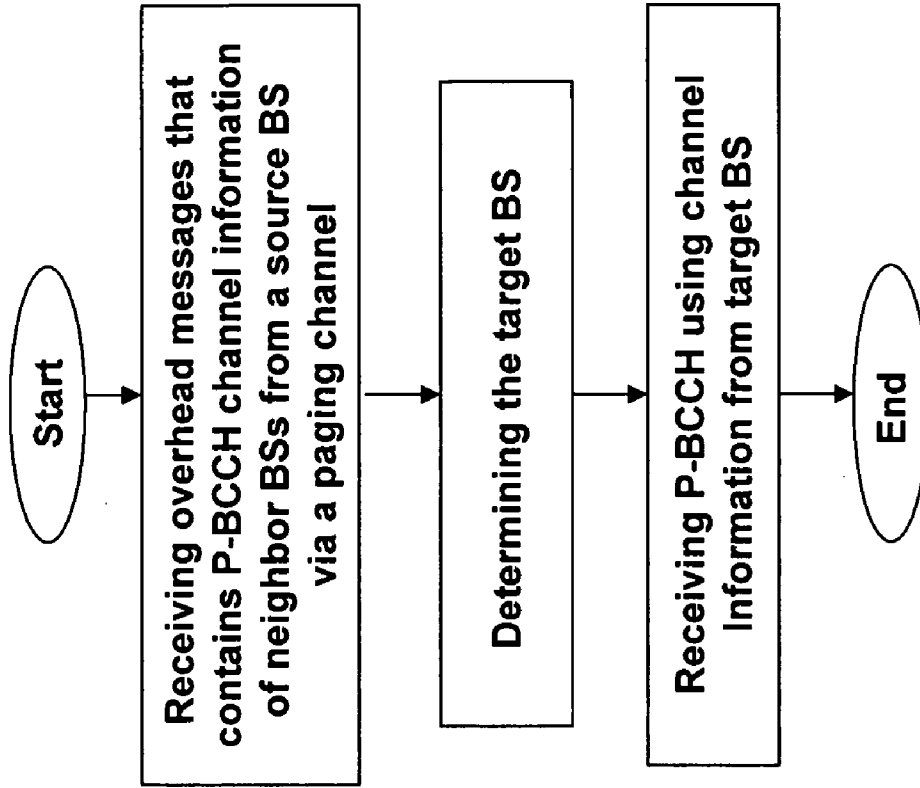 Start
Receiving overhead messages that
contains P-BCCH channel information
of neighbor BSs from a source BS
via a paging channel
Determining the target BS
Receiving P-BCCH using channel
Information from target BS
End